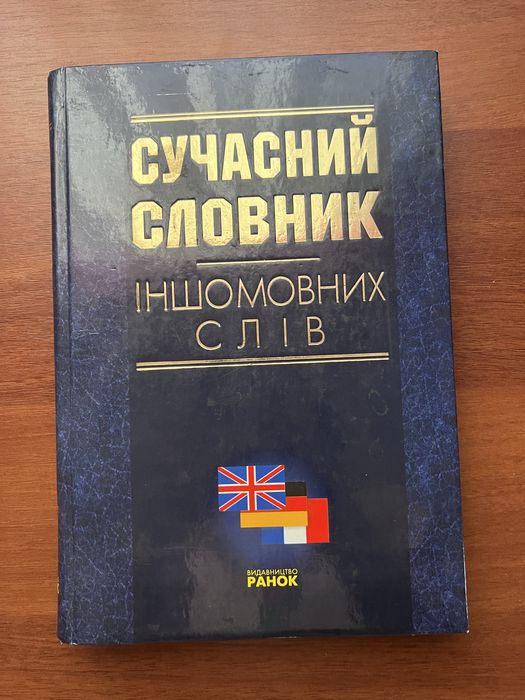 СУЧАСНИЙ
СЛОВНИК
ІНШОМОВНИХ
СЛІВ
ВИДАВНИЦТВО
РАНОК